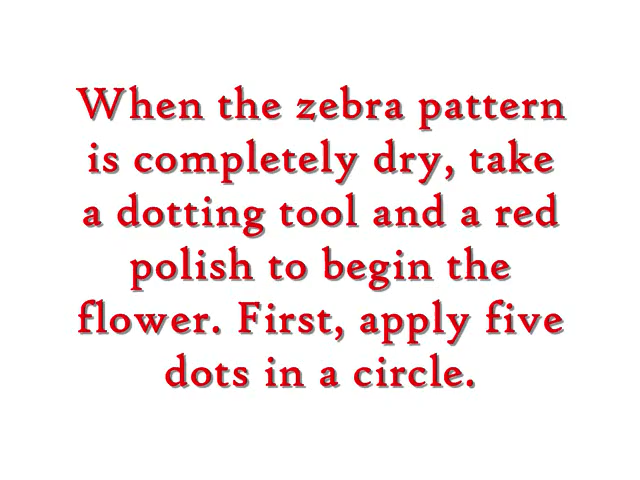 When the zebra pattern
is completely dry, take
a dotting tool and a red
polish to begin the
flower. First, apply five
dots in a circle.